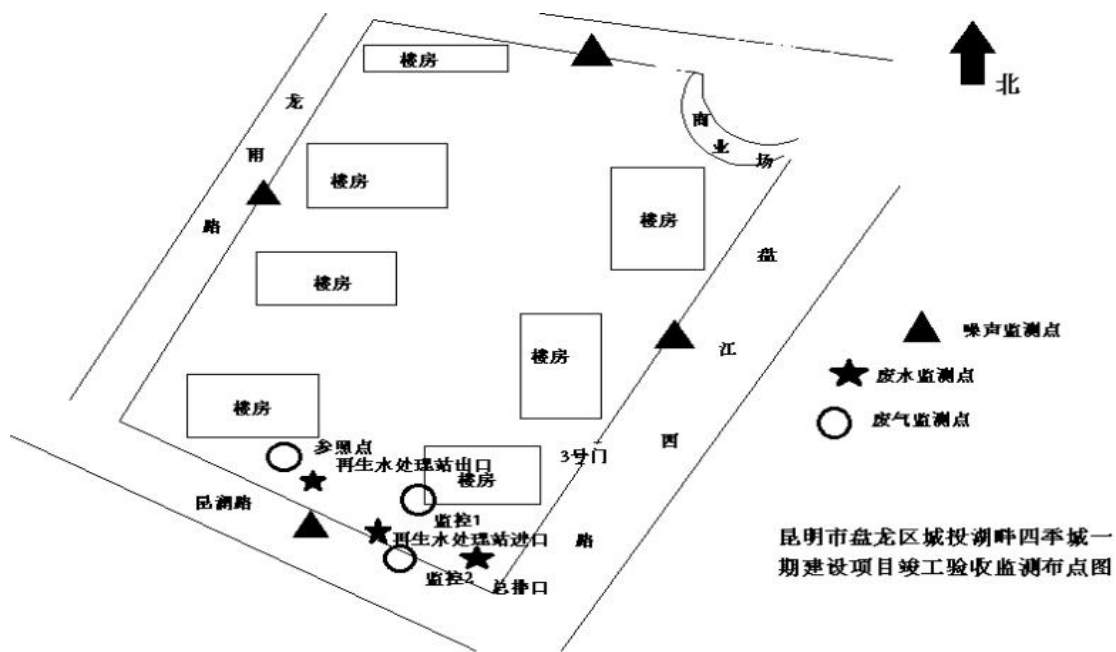 楼房
北
龙
雨
路
商
业
场
楼房
楼房
楼房
盘
江
西
路
楼房
噪声监测点
废水监测点
废气监测点
楼房
楼房
参照点
再生水处理站出口
3号门
楼房
昆湖路
监控1
再生水处理站进口
监控2
总排口
昆明市盘龙区城投湖畔四季城一
期建设项目竣工验收监测布点图